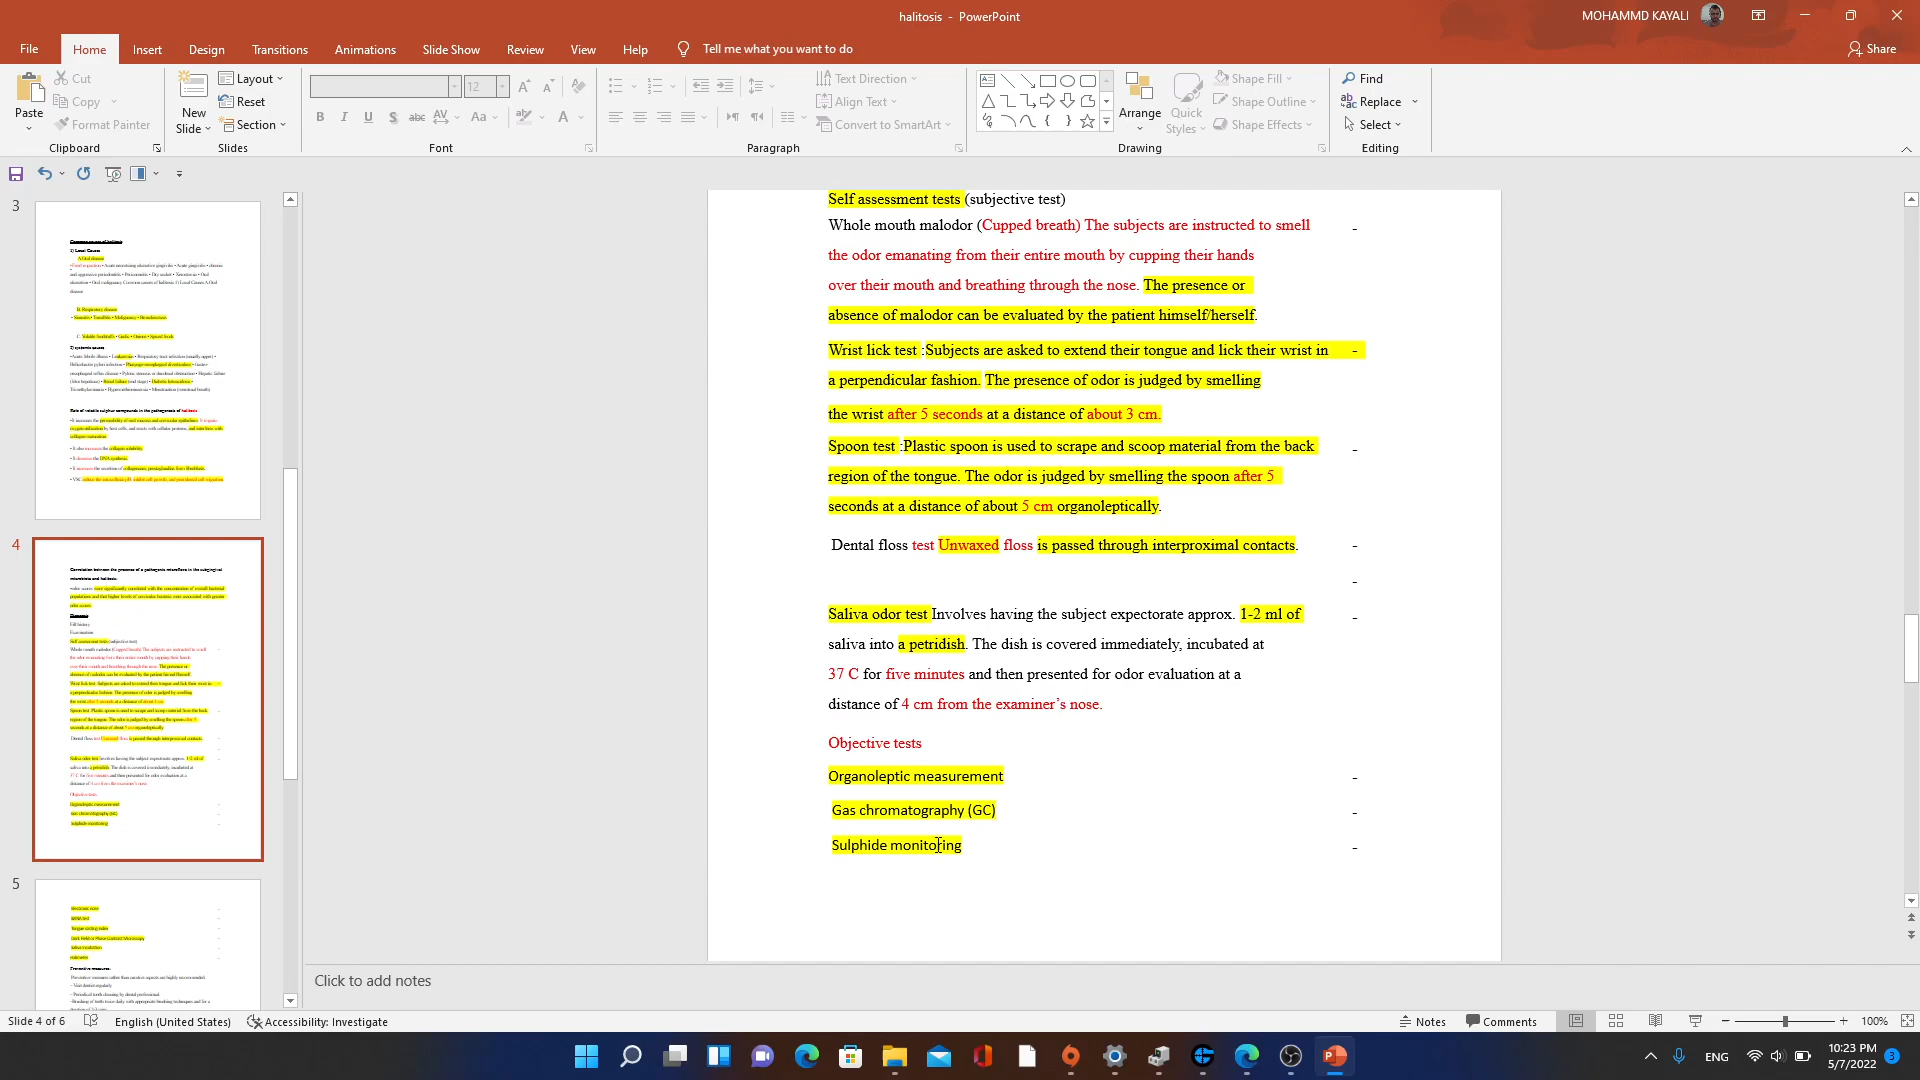 halitosis - PowerPoint
MOHAMMD KAYALI
File Home Insert Design Transitions Animations Slide Show Review View Help Tell me what you want to do Share
Paste
Cut
Copy
Format Painter
Clipboard
New Slide
Layout
Reset
Section
Slides
12
B I U S abc AV Aa A
Font
Text Direction
Align Text
Convert to SmartArt
Paragraph
Arrange
Quick Styles
Shape Fill
Shape Outline
Shape Effects
Drawing
Find
Replace
Select
Editing
3
4
5
Self assessment tests (subjective test)
Whole mouth malodor (Cupped breath) The subjects are instructed to smell -
the odor emanating from their entire mouth by cupping their hands
over their mouth and breathing through the nose. The presence or
absence of malodor can be evaluated by the patient himself/herself.
Wrist lick test :Subjects are asked to extend their tongue and lick their wrist in -
a perpendicular fashion. The presence of odor is judged by smelling
the wrist after 5 seconds at a distance of about 3 cm.
Spoon test :Plastic spoon is used to scrape and scoop material from the back -
region of the tongue. The odor is judged by smelling the spoon after 5
seconds at a distance of about 5 cm organoleptically.
Dental floss test Unwaxed floss is passed through interproximal contacts. -
-
Saliva odor test Involves having the subject expectorate approx. 1-2 ml of -
saliva into a petridish. The dish is covered immediately, incubated at
37 C for five minutes and then presented for odor evaluation at a
distance of 4 cm from the examiner’s nose.
Objective tests
Organoleptic measurement -
Gas chromatography (GC) -
Sulphide monitoring -
Click to add notes
Slide 4 of 6 English (United States) Accessibility: Investigate Notes Comments 100%
ENG
10:23 PM
5/7/2022
3